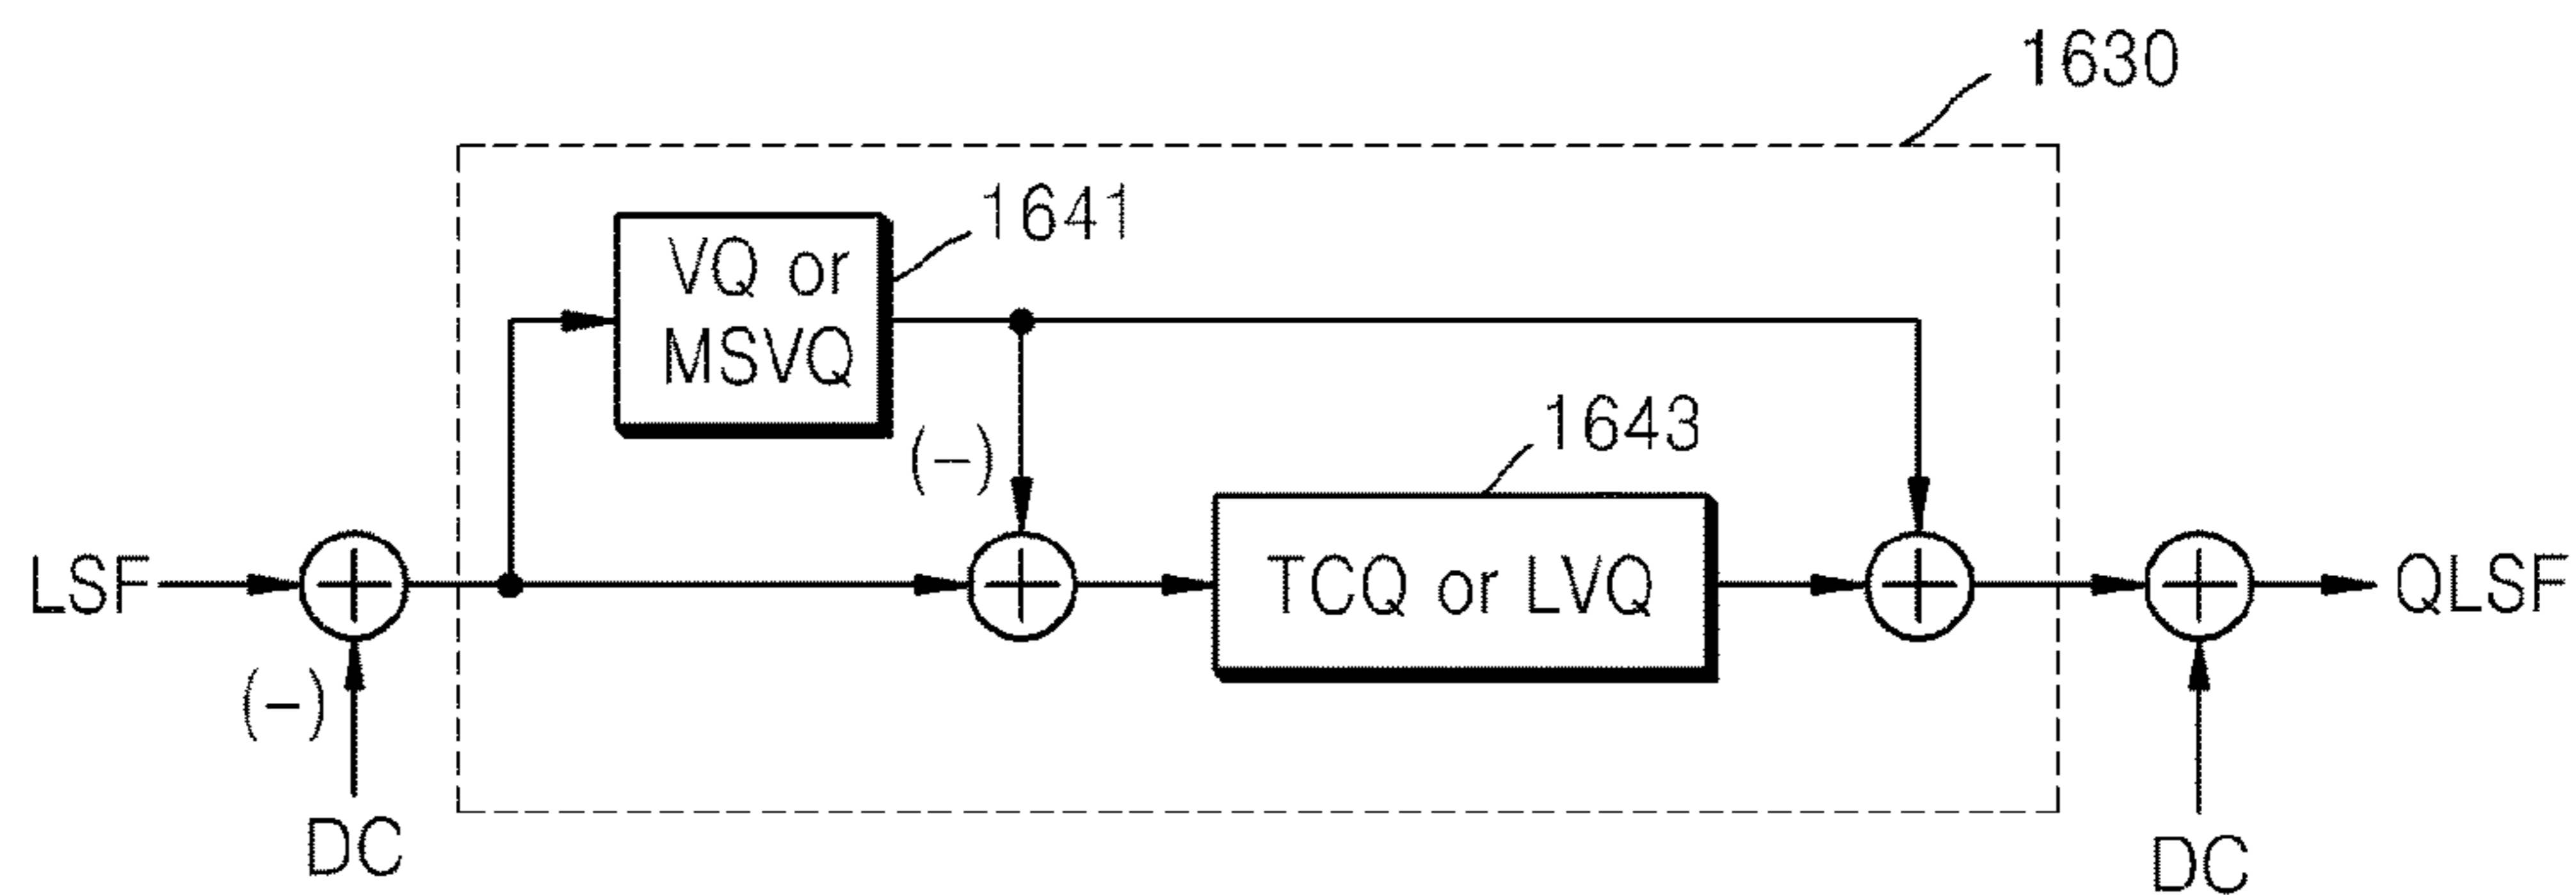 1630
1641
VQ or
MSVQ
(-)
1643
LSF
TCQ or LVQ
QLSF
(-)
DC
DC